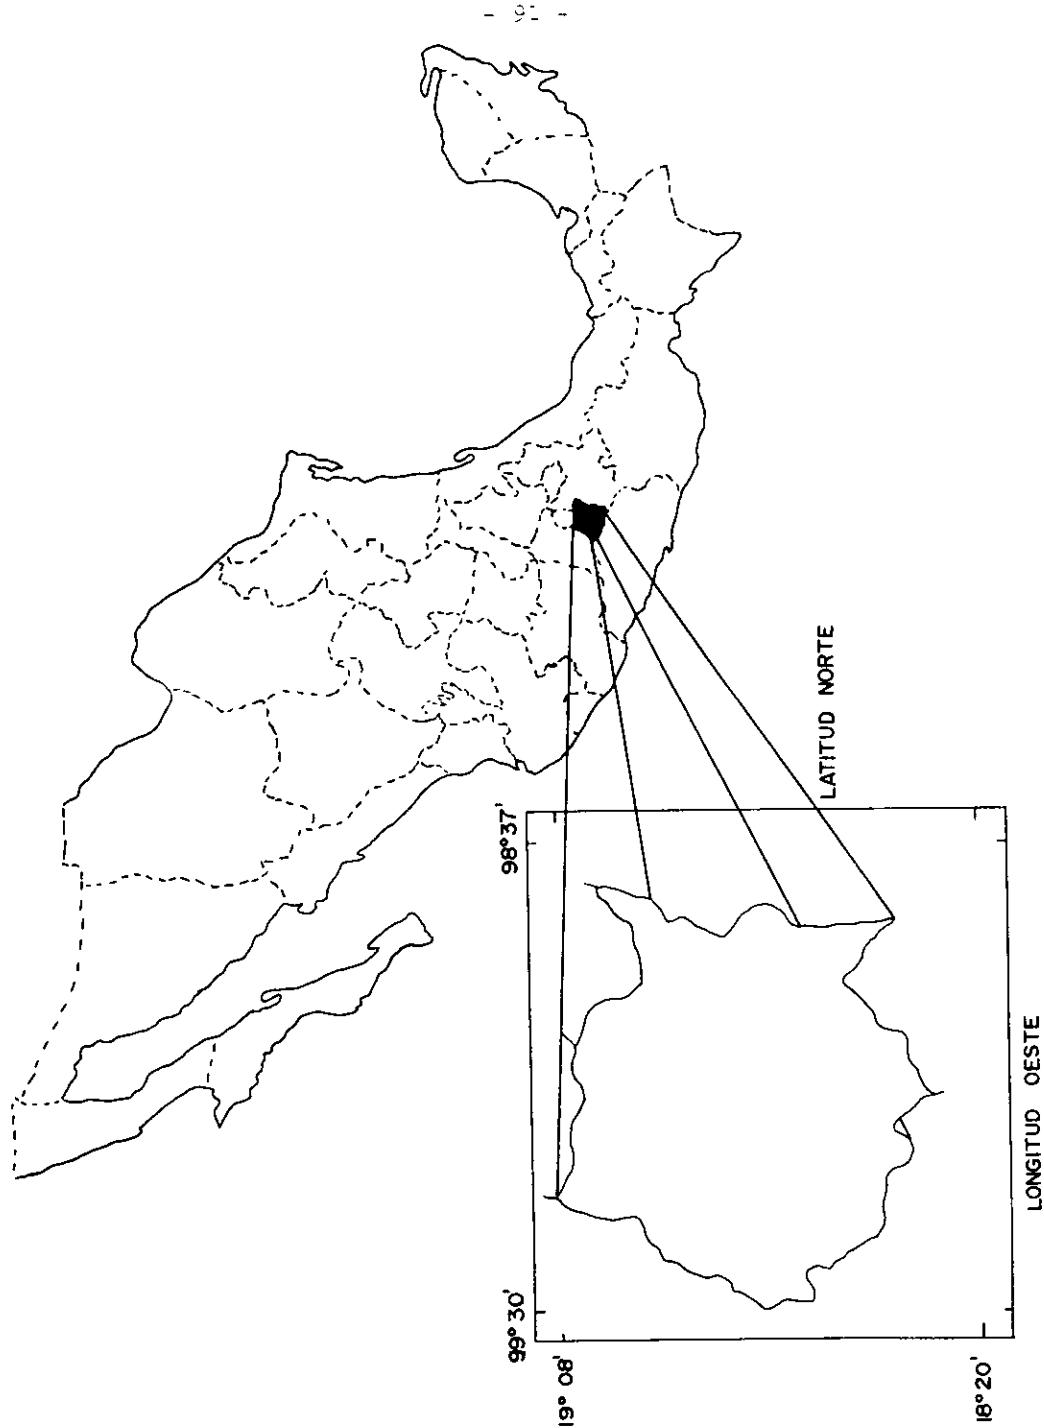 - 91 -
LATITUD NORTE
98°37'
99°30'
19° 08'
18°20'
LONGITUD OESTE